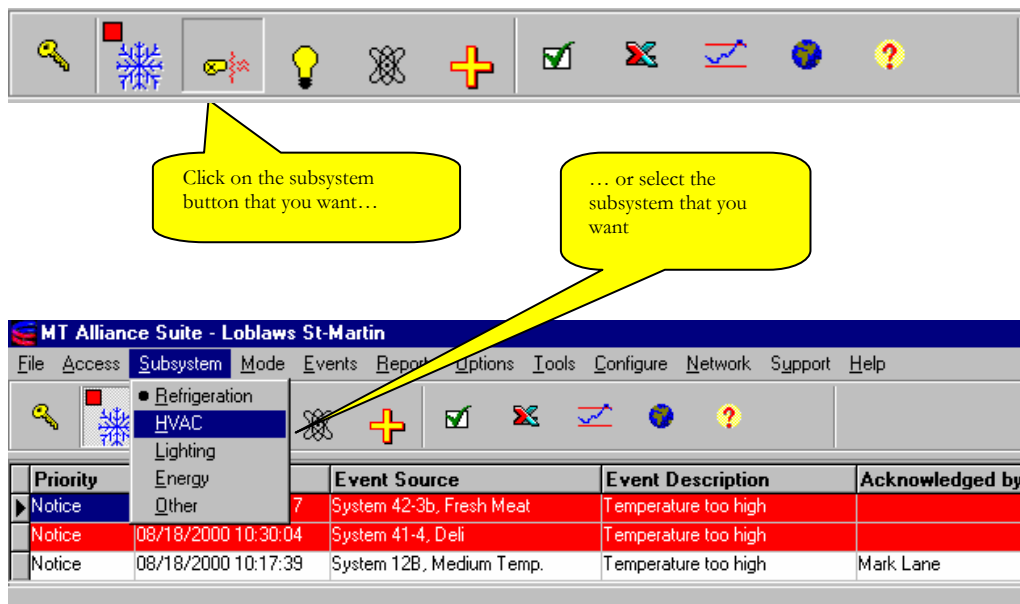 ?
Click on the subsystem
button that you want…
… or select the
subsystem that you
want
MT Alliance Suite - Loblaws St-Martin
File Access Subsystem Mode Events Report Options Tools Configure Network Support Help
Refrigeration
HVAC
Lighting
Energy
Other
?
Priority Event Source Event Description Acknowledged by
Notice 7 System 42-3b, Fresh Meat Temperature too high
Notice 08/18/2000 10:30:04 System 41-4, Deli Temperature too high
Notice 08/18/2000 10:17:39 System 12B, Medium Temp. Temperature too high Mark Lane